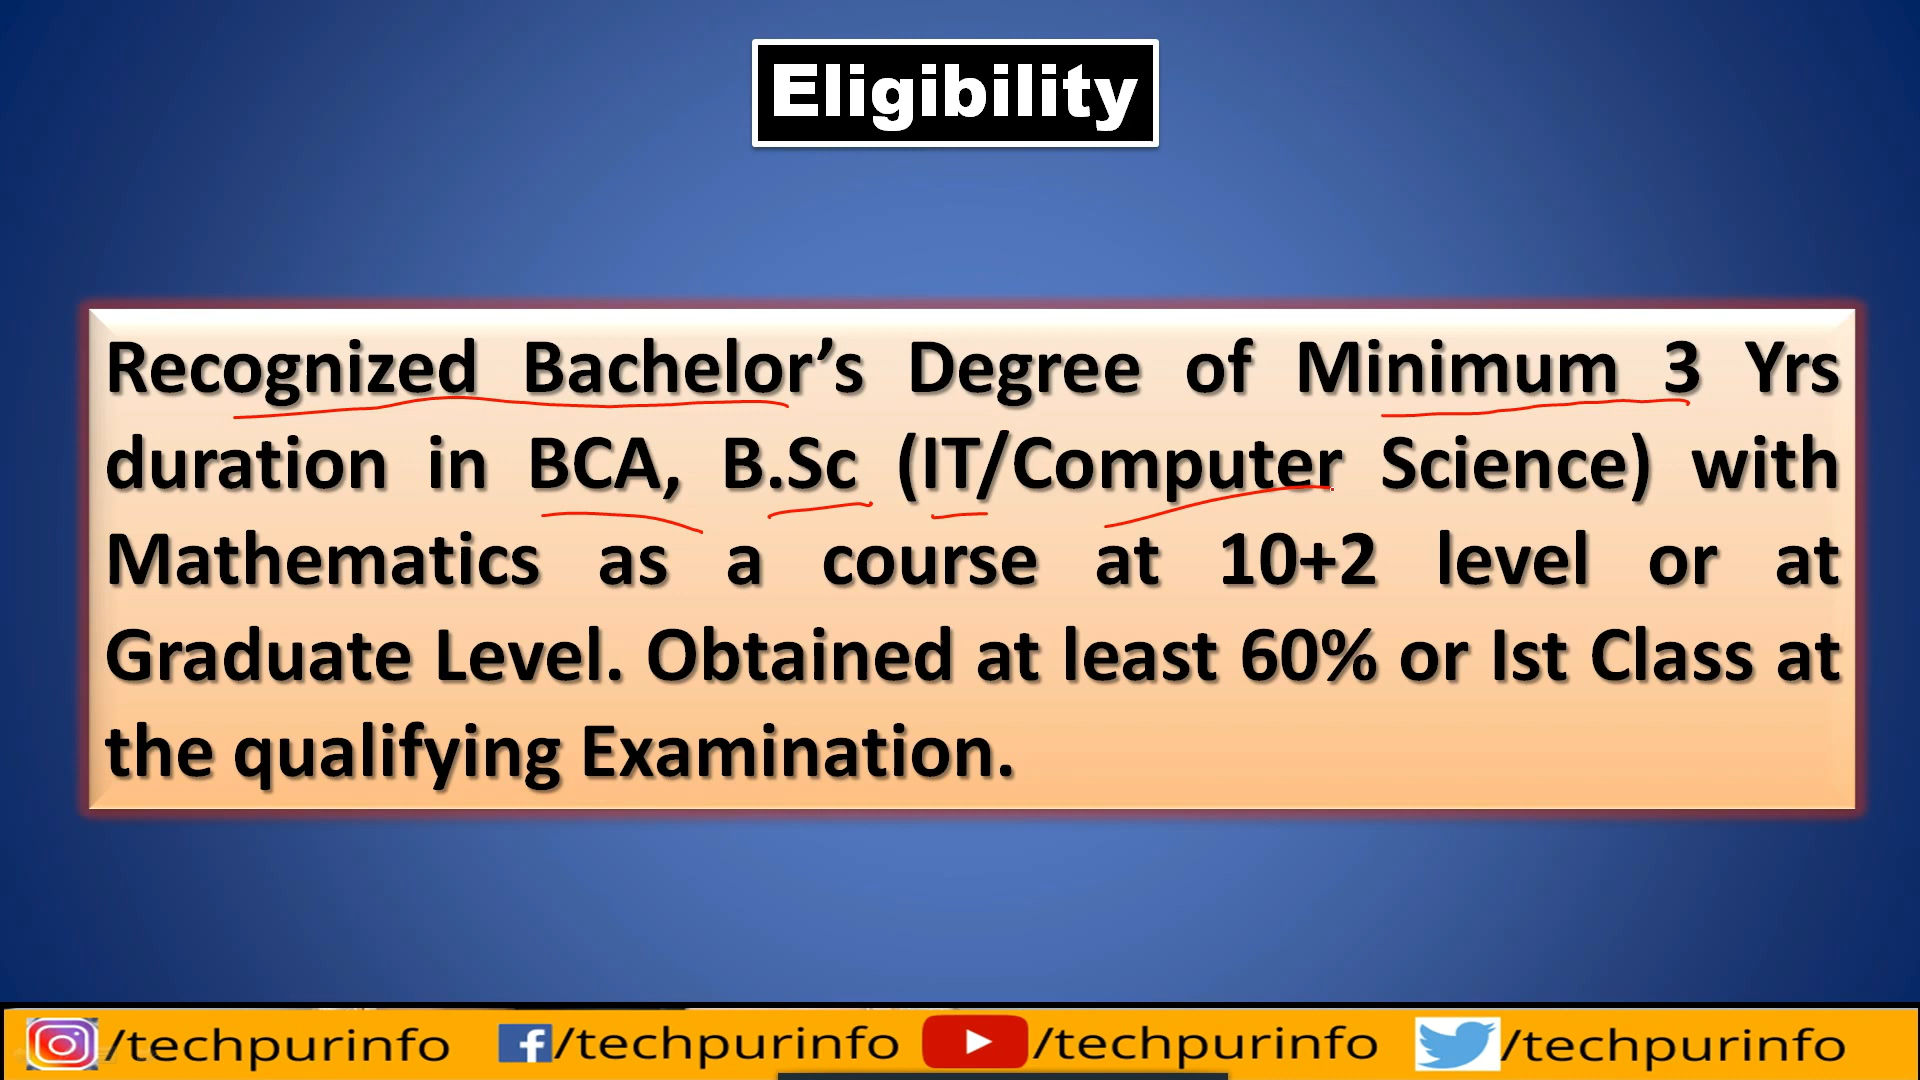 Eligibility
Recognized Bachelor’s Degree of Minimum 3 Yrs
duration in BCA, B.Sc (IT/Computer Science) with
Mathematics as a course at 10+2 level or at
Graduate Level. Obtained at least 60% or Ist Class at
the qualifying Examination.
/techpurinfo /techpurinfo /techpurinfo /techpurinfo